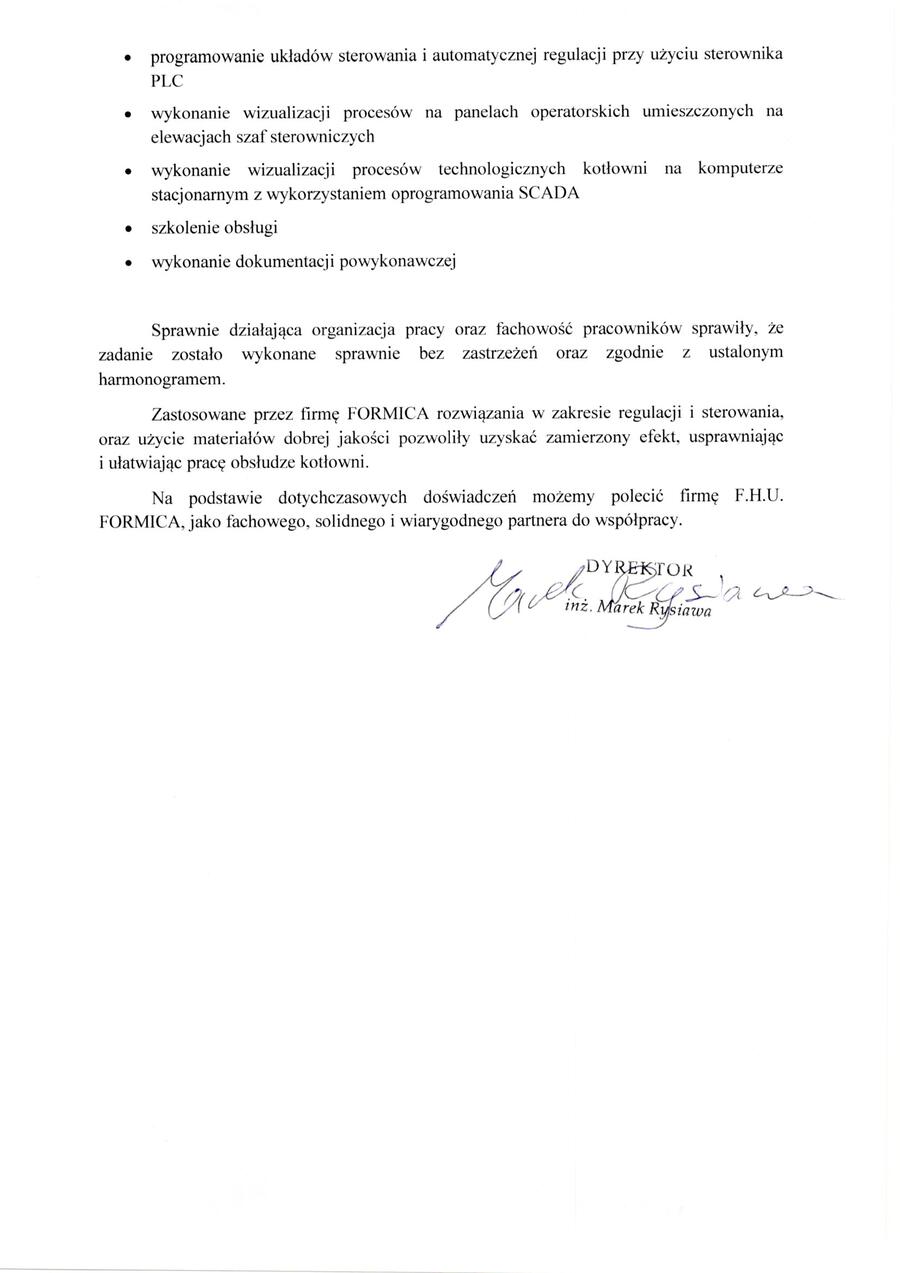 • programowanie układów sterowania i automatycznej regulacji przy użyciu sterownika
PLC
• wykonanie wizualizacji procesów na panelach operatorskich umieszczonych na
elewacjach szaf sterowniczych
• wykonanie wizualizacji procesów technologicznych kotłowni na komputerze
stacjonarnym z wykorzystaniem oprogramowania SCADA
• szkolenie obsługi
• wykonanie dokumentacji powykonawczej
Sprawnie działająca organizacja pracy oraz fachowość pracowników sprawiły, że
zadanie zostało wykonane sprawnie bez zastrzeżeń oraz zgodnie z ustalonym
harmonogramem.
Zastosowane przez firmę FORMICA rozwiązania w zakresie regulacji i sterowania,
oraz użycie materiałów dobrej jakości pozwoliły uzyskać zamierzony efekt, usprawniając
i ułatwiając pracę obsłudze kotłowni.
Na podstawie dotychczasowych doświadczeń możemy polecić firmę F.H.U.
FORMICA, jako fachowego, solidnego i wiarygodnego partnera do współpracy.
DYREKTOR
Marek Rysiawa
inż. Marek Rysiawa